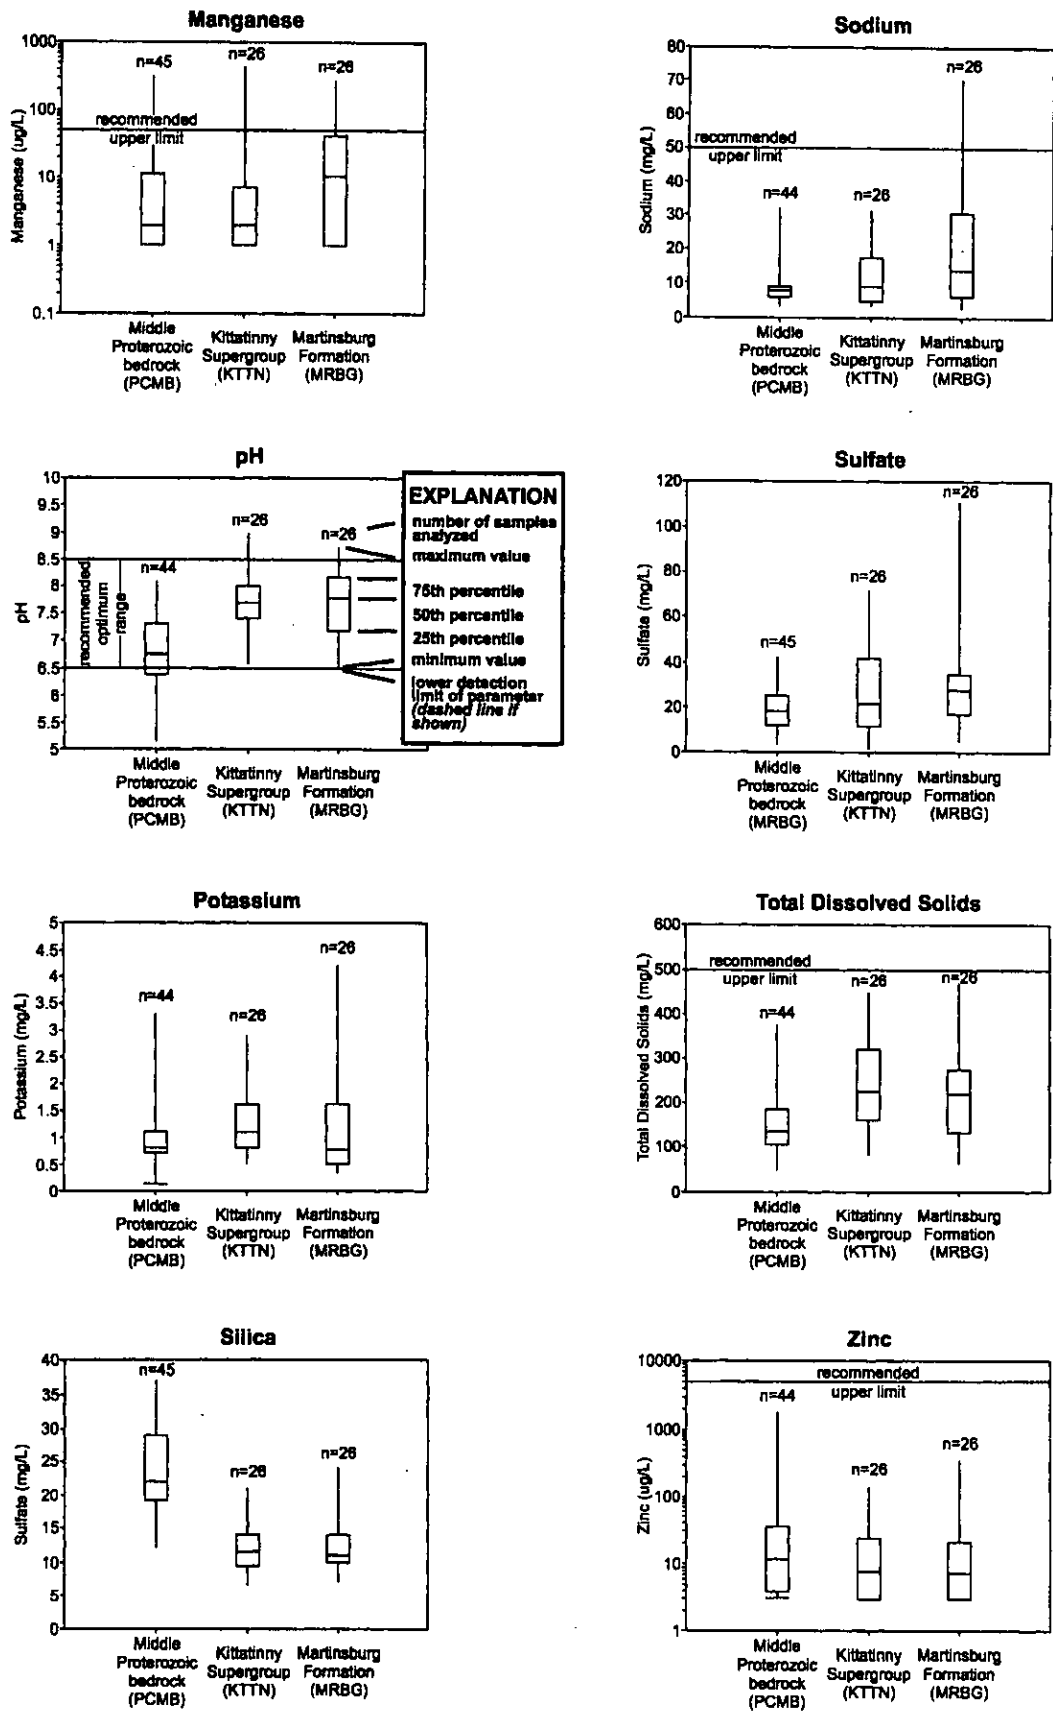 Manganese
1000
100
10
1
0.1
Manganese (ug/L)
n=45
n=26
n=26
recommended
upper limit
Middle
Proterozoic
bedrock
(PCMB)
Kittatinny
Supergroup
(KTTN)
Martinsburg
Formation
(MRBG)
Sodium
80
70
60
50
40
30
20
10
0
Sodium (mg/L)
recommended
upper limit
n=44
n=26
n=26
Middle
Proterozoic
bedrock
(PCMB)
Kittatinny
Supergroup
(KTTN)
Martinsburg
Formation
(MRBG)
pH
10
9.5
9
8.5
8
7.5
7
6.5
6
5.5
5
pH
recommended
optimum
range
n=44
n=26
n=26
EXPLANATION
number of samples
analyzed
maximum value
75th percentile
50th percentile
25th percentile
minimum value
lower detection
limit of parameter
(dashed line if
shown)
Middle
Proterozoic
bedrock
(PCMB)
Kittatinny
Supergroup
(KTTN)
Martinsburg
Formation
(MRBG)
Sulfate
120
100
80
60
40
20
0
Sulfate (mg/L)
n=45
n=26
n=26
Middle
Proterozoic
bedrock
(MRBG)
Kittatinny
Supergroup
(KTTN)
Martinsburg
Formation
(MRBG)
Potassium
5
4.5
4
3.5
3
2.5
2
1.5
1
0.5
0
Potassium (mg/L)
n=44
n=26
n=26
Middle
Proterozoic
bedrock
(PCMB)
Kittatinny
Supergroup
(KTTN)
Martinsburg
Formation
(MRBG)
Total Dissolved Solids
600
500
400
300
200
100
0
Total Dissolved Solids (mg/L)
recommended
upper limit
n=44
n=26
n=26
Middle
Proterozoic
bedrock
(PCMB)
Kittatinny
Supergroup
(KTTN)
Martinsburg
Formation
(MRBG)
Silica
40
35
30
25
20
15
10
5
0
Sulfate (mg/L)
n=45
n=26
n=26
Middle
Proterozoic
bedrock
(PCMB)
Kittatinny
Supergroup
(KTTN)
Martinsburg
Formation
(MRBG)
Zinc
10000
1000
100
10
1
Zinc (ug/L)
recommended
upper limit
n=44
n=26
n=26
Middle
Proterozoic
bedrock
(PCMB)
Kittatinny
Supergroup
(KTTN)
Martinsburg
Formation
(MRBG)